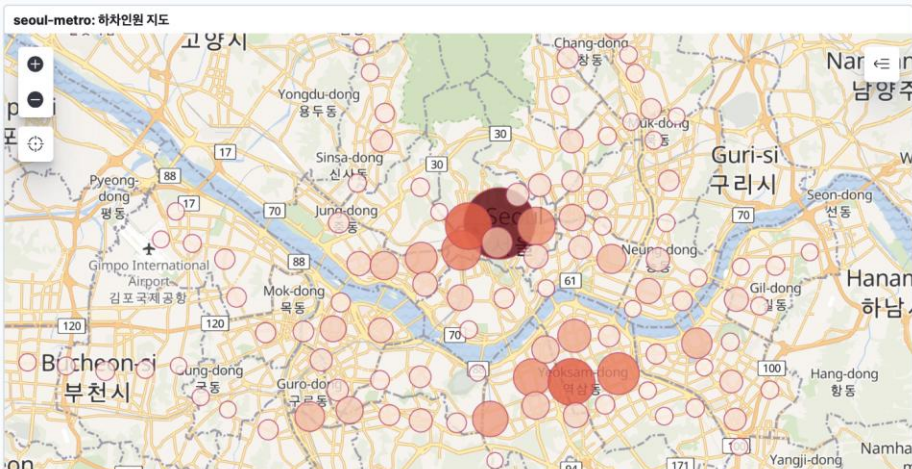 seoul-metro: 하차인원 지도
고양시
Chang-dong
창동
Yongdu-dong
용두동
남양주
30
17
30
Sinsa-dong
신사동
Guri-si
구리시
88
Pyeong-
dong
평동
17
Seon-dong
선동
70
Jung-dong
70
Seoul
88
Gimpo International
Airport
김포국제공항
61
Hanam
하남
Mok-dong
목동
Gil-dong
길동
120
120
70
Bucheon-si
부천시
Yeoksam-dong
역삼동
100
Hang-dong
항동
Guro-dong
구로동
Yangji-dong
94
171
Namha